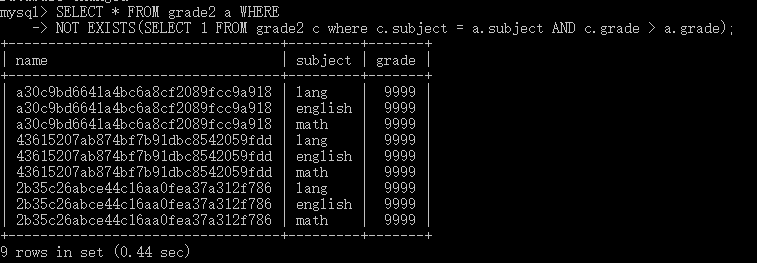 mysql> SELECT * FROM grade2 a WHERE
    -> NOT EXISTS(SELECT 1 FROM grade2 c where c.subject = a.subject AND c.grade > a.grade);
+----------------------------------+---------+-------+
| name                             | subject | grade |
+----------------------------------+---------+-------+
| a30c9bd6641a4bc6a8cf2089fcc9a918 | lang    |  9999 |
| a30c9bd6641a4bc6a8cf2089fcc9a918 | english |  9999 |
| a30c9bd6641a4bc6a8cf2089fcc9a918 | math    |  9999 |
| 43615207ab874bf7b91dbc8542059fdd | lang    |  9999 |
| 43615207ab874bf7b91dbc8542059fdd | english |  9999 |
| 43615207ab874bf7b91dbc8542059fdd | math    |  9999 |
| 2b35c26abce44c16aa0fea37a312f786 | lang    |  9999 |
| 2b35c26abce44c16aa0fea37a312f786 | english |  9999 |
| 2b35c26abce44c16aa0fea37a312f786 | math    |  9999 |
+----------------------------------+---------+-------+
9 rows in set (0.44 sec)